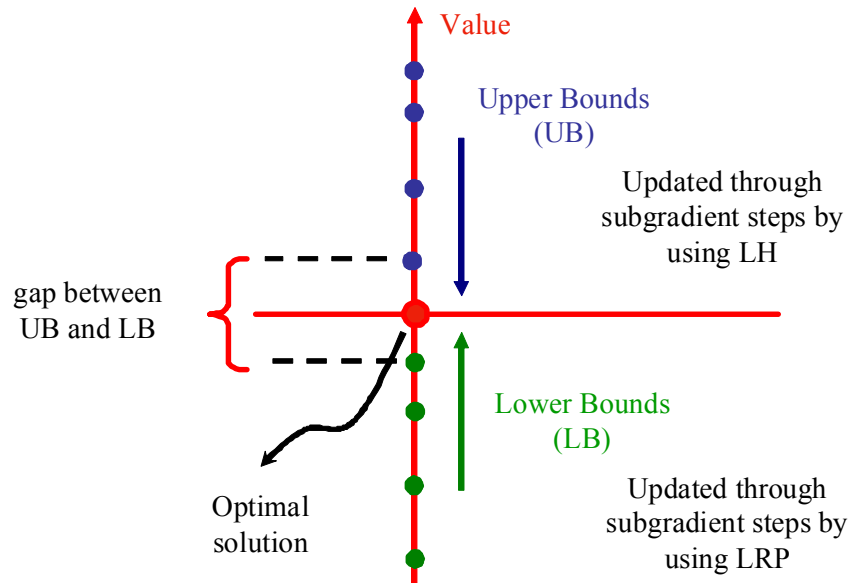 Value
Upper Bounds
(UB)
Updated through
subgradient steps by
using LH
gap between
UB and LB
Lower Bounds
(LB)
Optimal
solution
Updated through
subgradient steps by
using LRP